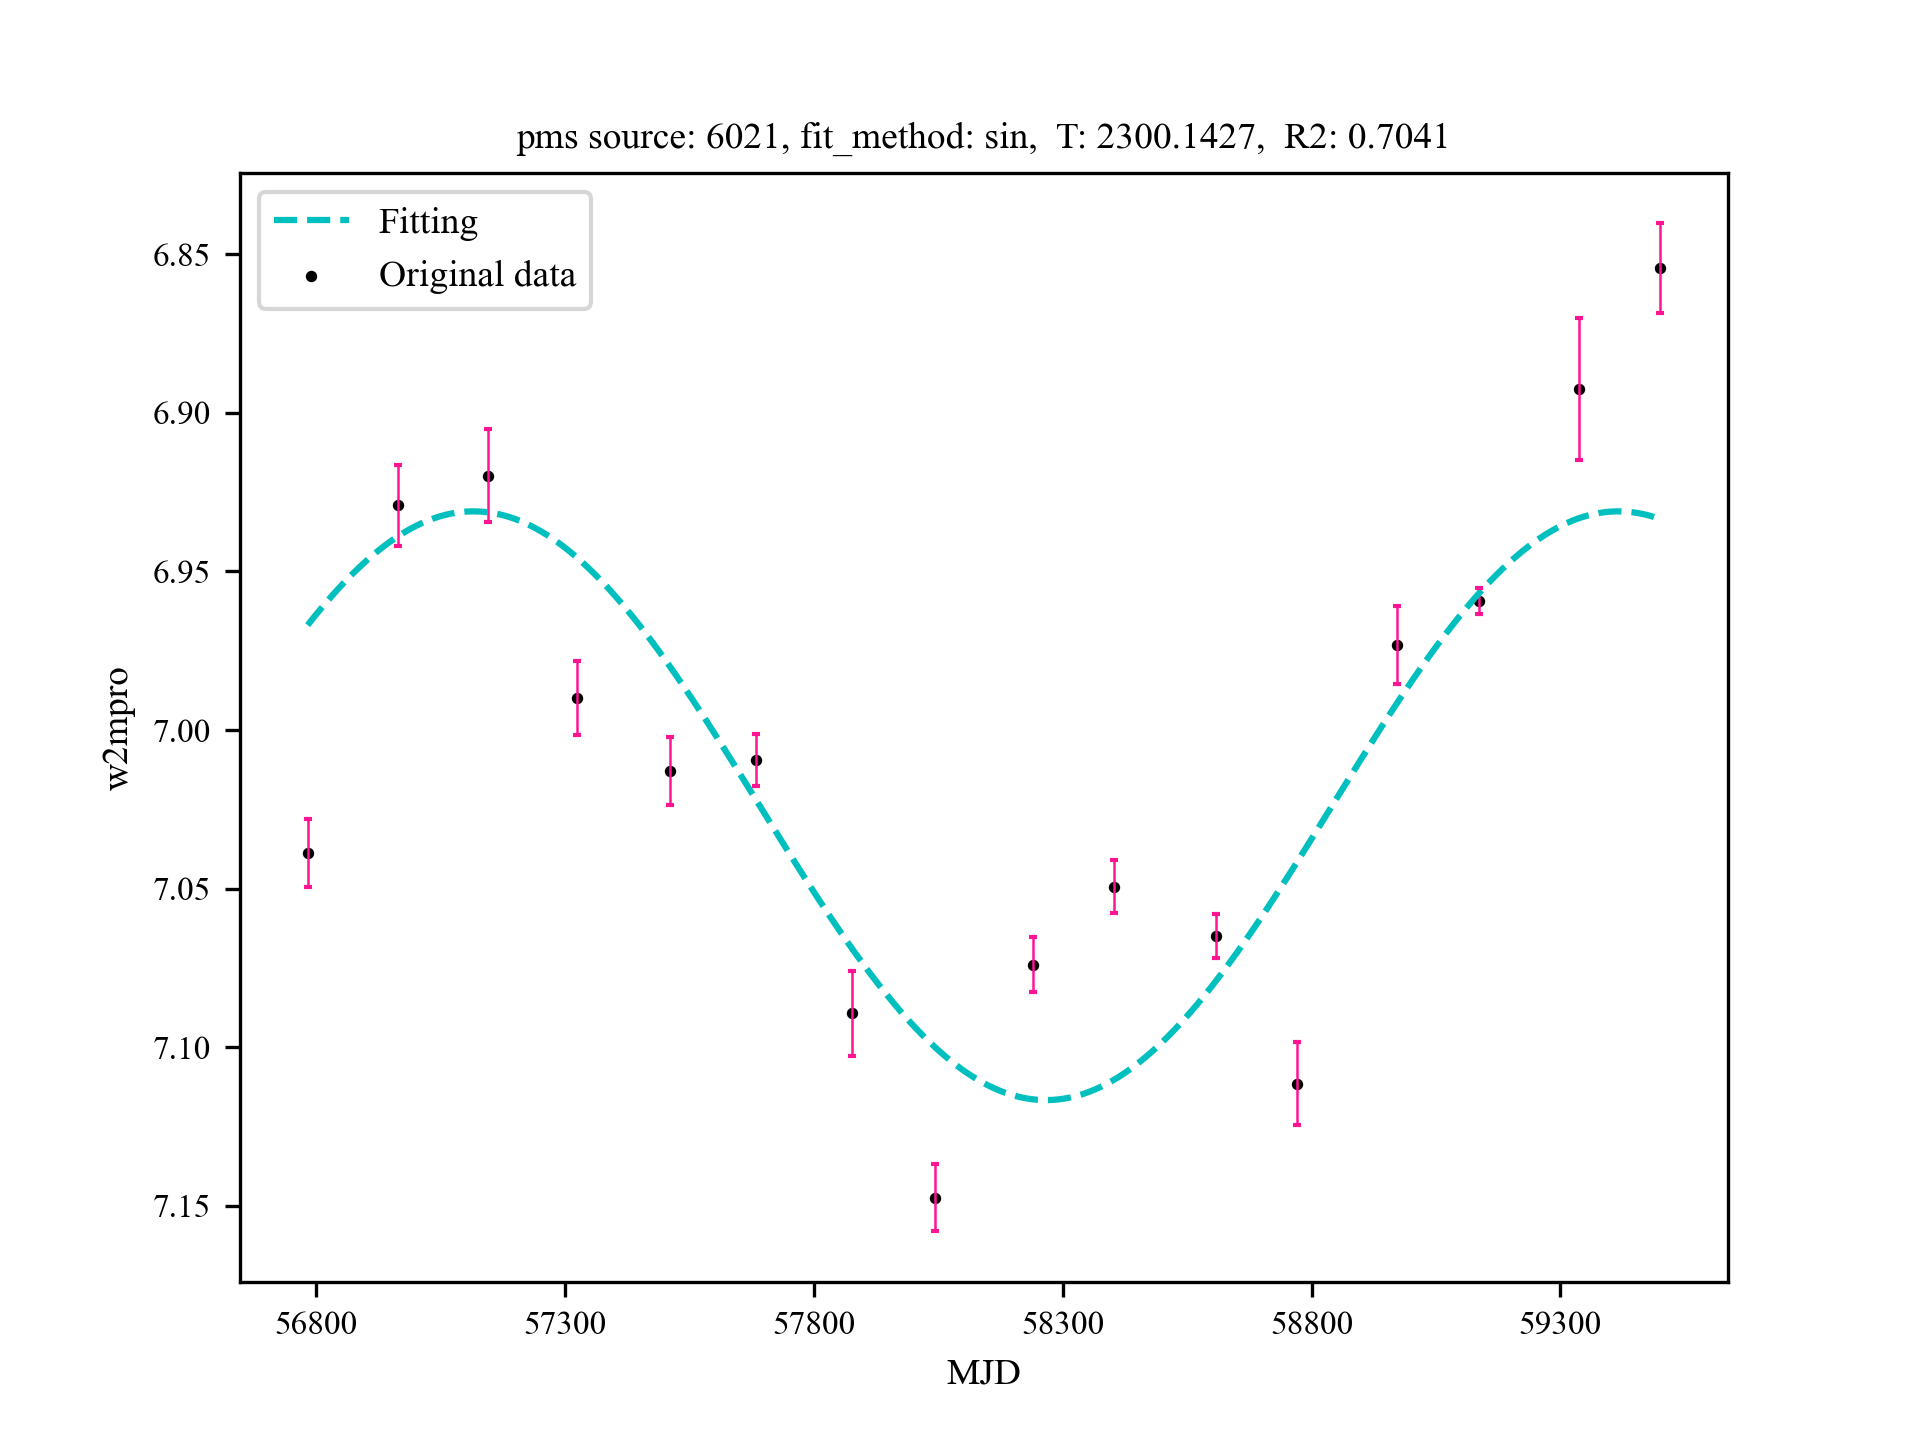 pms source: 6021, fit_method: sin,  T: 2300.1427,  R2: 0.7041
Fitting
Original data
6.85
6.90
6.95
7.00
7.05
7.10
7.15
w2mpro
56800 57300 57800 58300 58800 59300
MJD